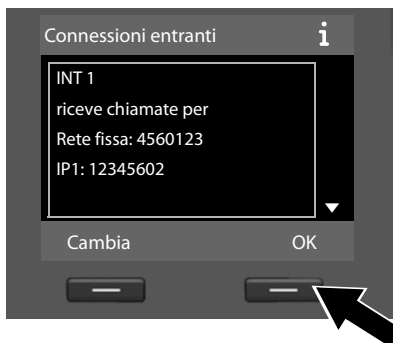 Connessioni entranti i
INT 1
riceve chiamate per
Rete fissa: 4560123
IP1: 12345602
Cambia OK